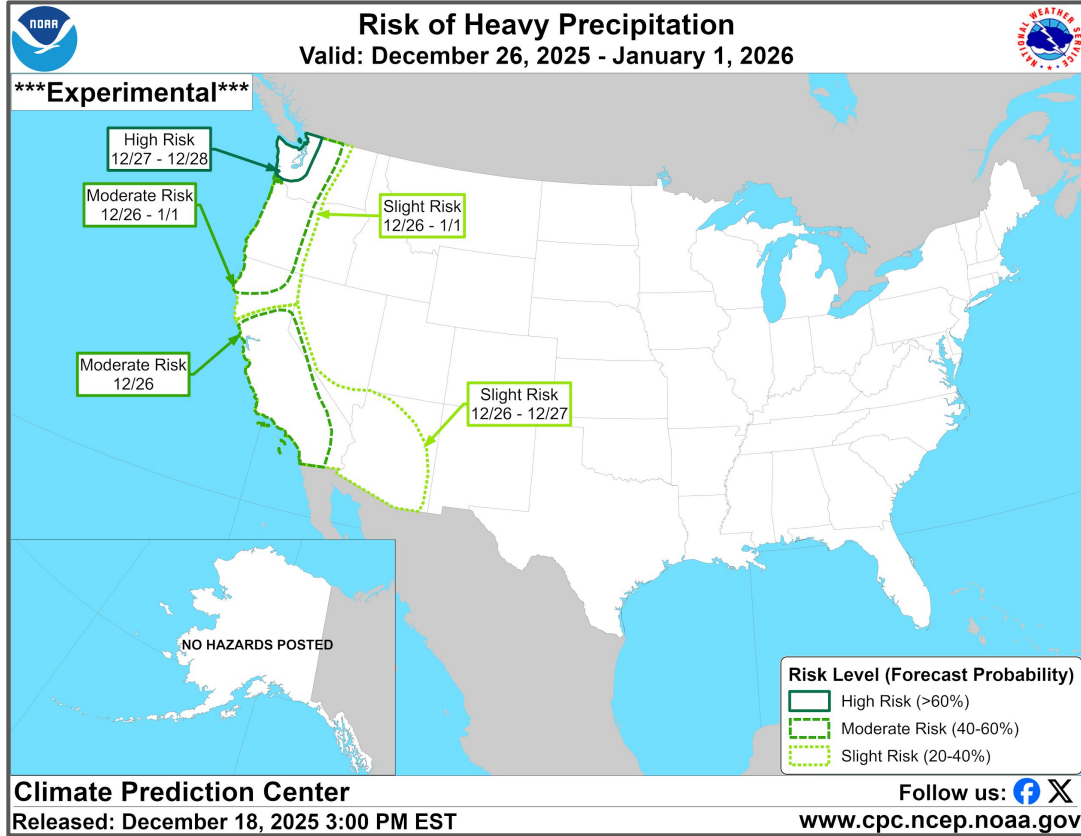 NOAA
Risk of Heavy Precipitation
Valid: December 26, 2025 - January 1, 2026
NATIONAL WEATHER SERVICE
***Experimental***
High Risk
12/27 - 12/28
Moderate Risk
12/26 - 1/1
Slight Risk
12/26 - 1/1
Moderate Risk
12/26
Slight Risk
12/26 - 12/27
NO HAZARDS POSTED
Risk Level (Forecast Probability)
High Risk (>60%)
Moderate Risk (40-60%)
Slight Risk (20-40%)
Climate Prediction Center
Follow us:
Released: December 18, 2025 3:00 PM EST
www.cpc.ncep.noaa.gov